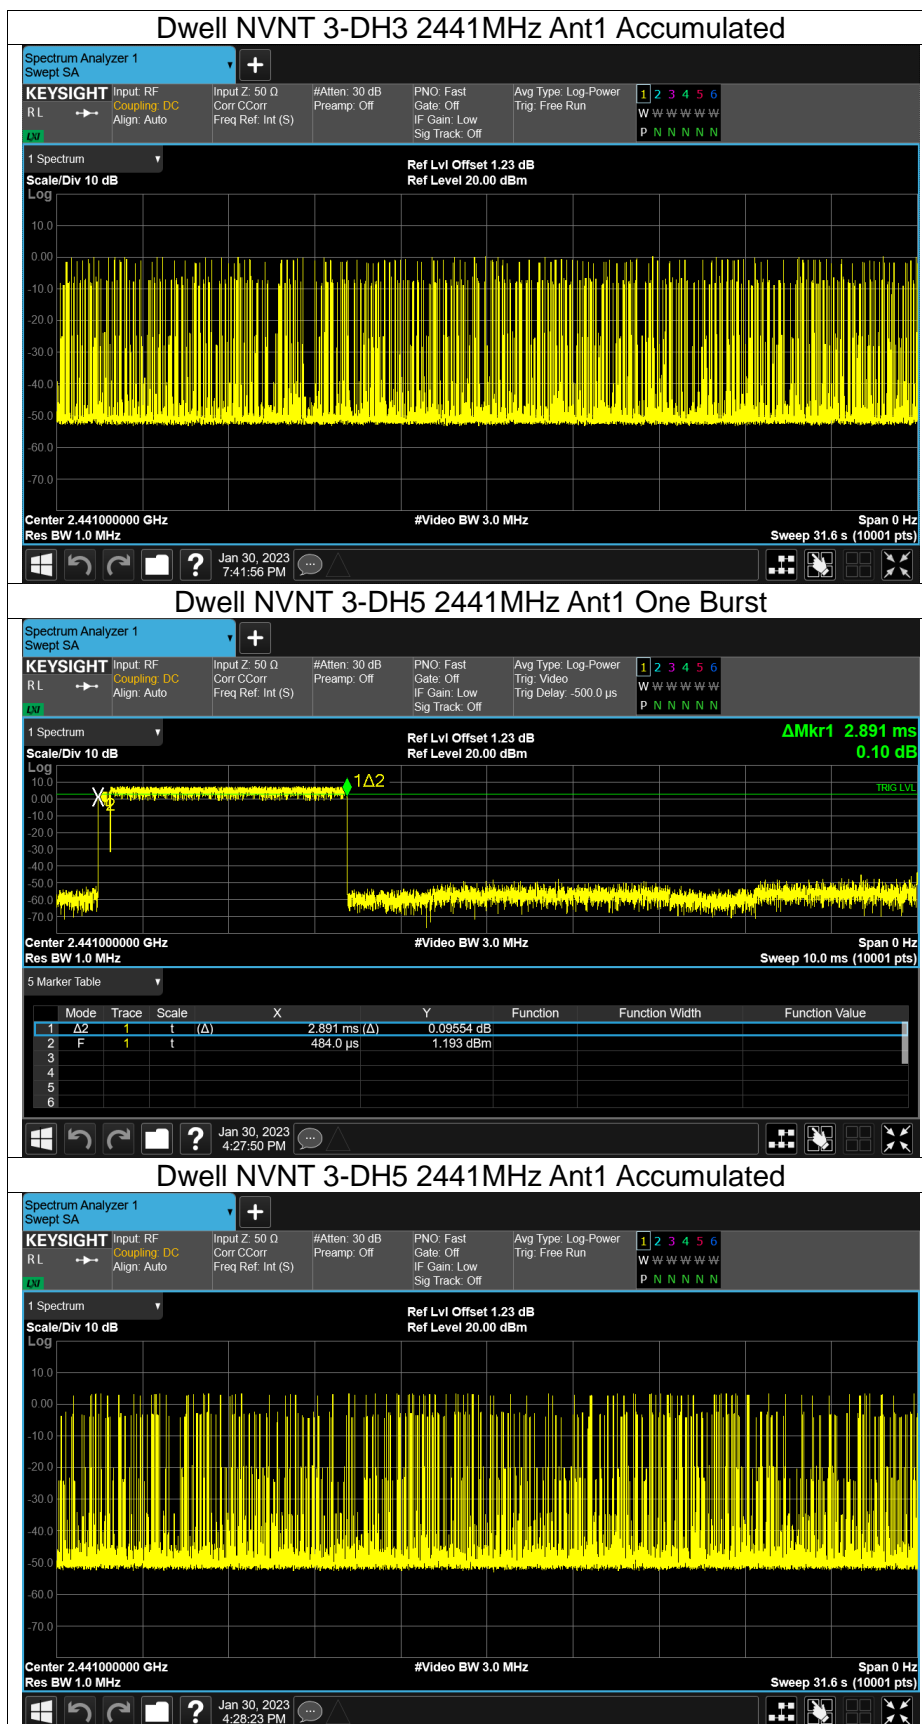 Dwell NVNT 3-DH3 2441MHz Ant1 Accumulated
Spectrum Analyzer 1
Swept SA
▼
+
KEYSIGHT Input: RF Input Z: 50 Ω #Atten: 30 dB PNO: Fast Avg Type: Log-Power 1 2 3 4 5 6
R L Coupling: DC Corr CCorr Preamp: Off Gate: Off Trig: Free Run W W W W W W
Align: Auto Freq Ref: Int (S) IF Gain: Low
LXI Sig Track: Off P N N N N N
1 Spectrum ▼
Ref Lvl Offset 1.23 dB
Scale/Div 10 dB Ref Level 20.00 dBm
Log
10.0
0.00
-10.0
-20.0
-30.0
-40.0
-50.0
-60.0
-70.0
Center 2.441000000 GHz #Video BW 3.0 MHz Span 0 Hz
Res BW 1.0 MHz Sweep 31.6 s (10001 pts)
? Jan 30, 2023
7:41:56 PM
Dwell NVNT 3-DH5 2441MHz Ant1 One Burst
Spectrum Analyzer 1
Swept SA
▼
+
KEYSIGHT Input: RF Input Z: 50 Ω #Atten: 30 dB PNO: Fast Avg Type: Log-Power 1 2 3 4 5 6
R L Coupling: DC Corr CCorr Preamp: Off Gate: Off Trig: Video W W W W W W
Align: Auto Freq Ref: Int (S) IF Gain: Low Trig Delay: -500.0 µs
LXI Sig Track: Off P N N N N N
1 Spectrum ▼
Ref Lvl Offset 1.23 dB ΔMkr1 2.891 ms
Scale/Div 10 dB Ref Level 20.00 dBm 0.10 dB
Log
1Δ2
10.0
TRIG LVL
0.00
2
-10.0
-20.0
-30.0
-40.0
-50.0
-60.0
-70.0
Center 2.441000000 GHz #Video BW 3.0 MHz Span 0 Hz
Res BW 1.0 MHz Sweep 10.0 ms (10001 pts)
5 Marker Table ▼
Mode Trace Scale X Y Function Function Width Function Value
1 Δ2 1 t (Δ) 2.891 ms (Δ) 0.09554 dB
2 F 1 t 484.0 µs 1.193 dBm
3
4
5
6
? Jan 30, 2023
4:27:50 PM
Dwell NVNT 3-DH5 2441MHz Ant1 Accumulated
Spectrum Analyzer 1
Swept SA
▼
+
KEYSIGHT Input: RF Input Z: 50 Ω #Atten: 30 dB PNO: Fast Avg Type: Log-Power 1 2 3 4 5 6
R L Coupling: DC Corr CCorr Preamp: Off Gate: Off Trig: Free Run W W W W W W
Align: Auto Freq Ref: Int (S) IF Gain: Low
LXI Sig Track: Off P N N N N N
1 Spectrum ▼
Ref Lvl Offset 1.23 dB
Scale/Div 10 dB Ref Level 20.00 dBm
Log
10.0
0.00
-10.0
-20.0
-30.0
-40.0
-50.0
-60.0
-70.0
Center 2.441000000 GHz #Video BW 3.0 MHz Span 0 Hz
Res BW 1.0 MHz Sweep 31.6 s (10001 pts)
? Jan 30, 2023
4:28:23 PM